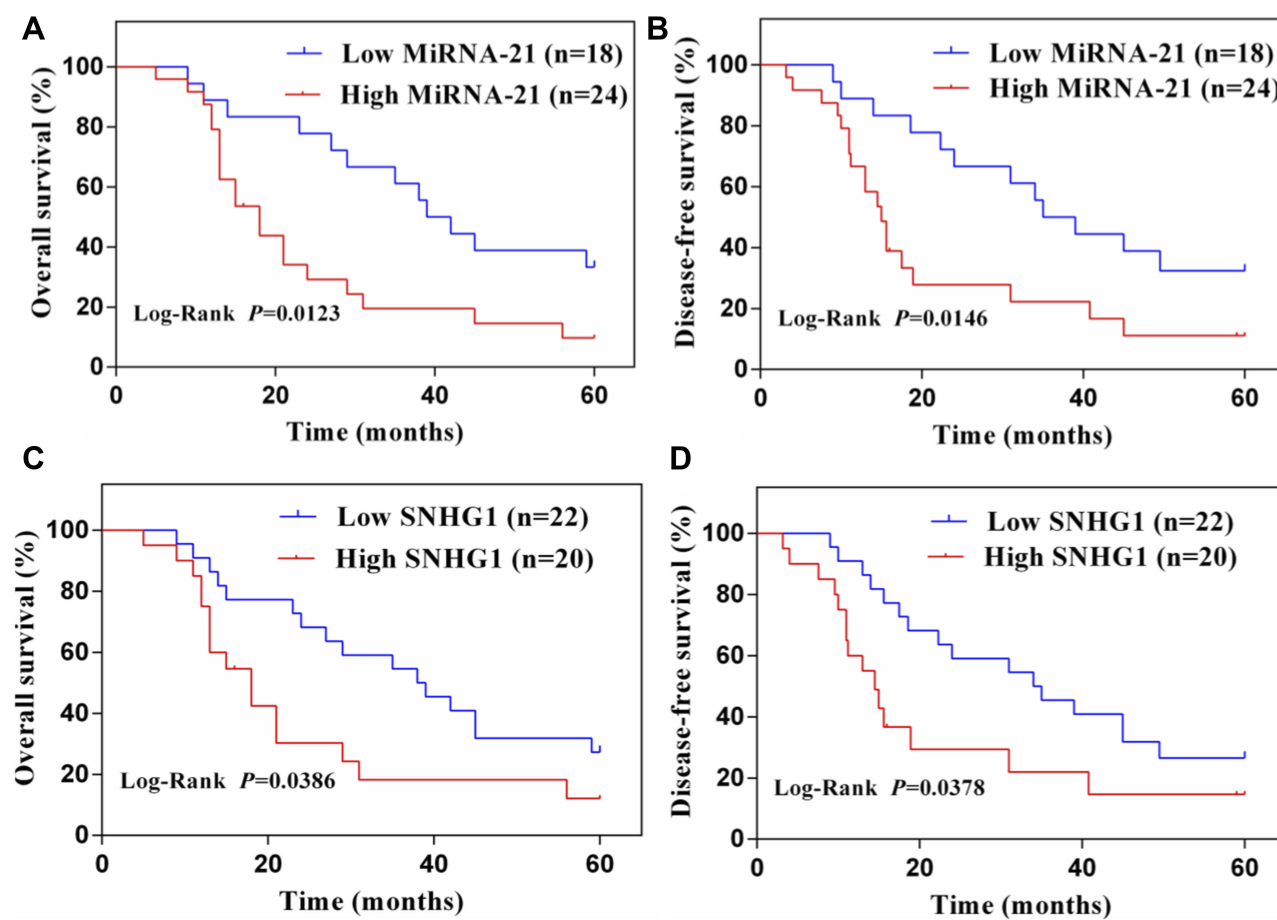 A
Overall survival (%)
100
80
60
40
20
0
Low MiRNA-21 (n=18)
High MiRNA-21 (n=24)
Log-Rank P=0.0123
0 20 40 60
Time (months)
B
Disease-free survival (%)
100
80
60
40
20
0
Low MiRNA-21 (n=18)
High MiRNA-21 (n=24)
Log-Rank P=0.0146
0 20 40 60
Time (months)
C
Overall survival (%)
100
80
60
40
20
0
Low SNHG1 (n=22)
High SNHG1 (n=20)
Log-Rank P=0.0386
0 20 40 60
Time (months)
D
Disease-free survival (%)
100
80
60
40
20
0
Low SNHG1 (n=22)
High SNHG1 (n=20)
Log-Rank P=0.0378
0 20 40 60
Time (months)